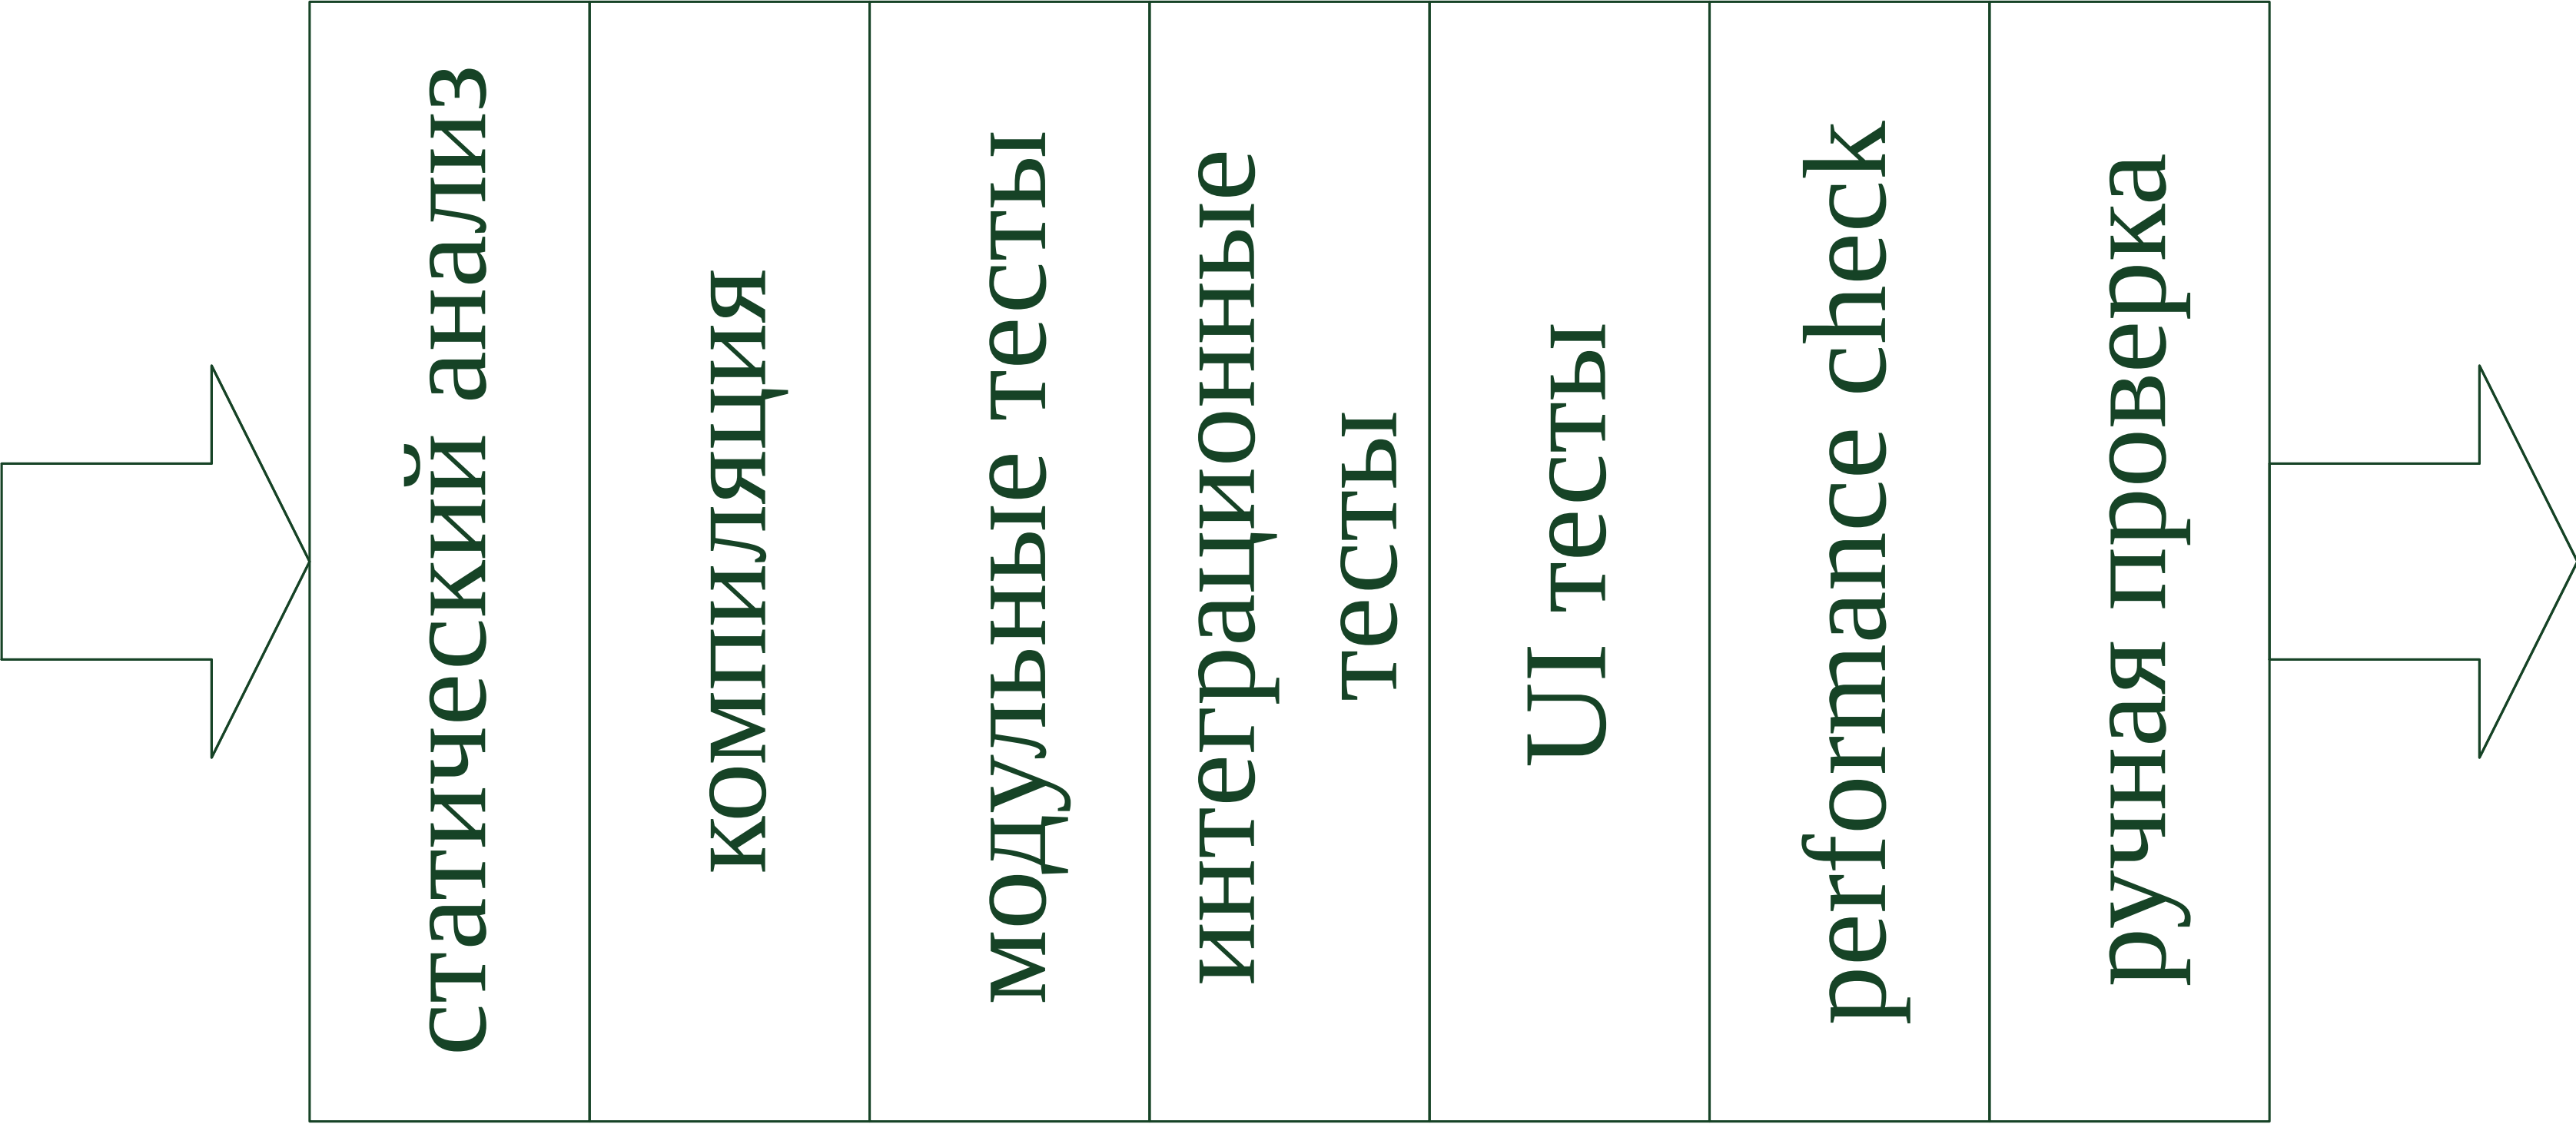 статический анализ
компиляция
модульные тесты
интеграционные
тесты
UI тесты
performance check
ручная проверка